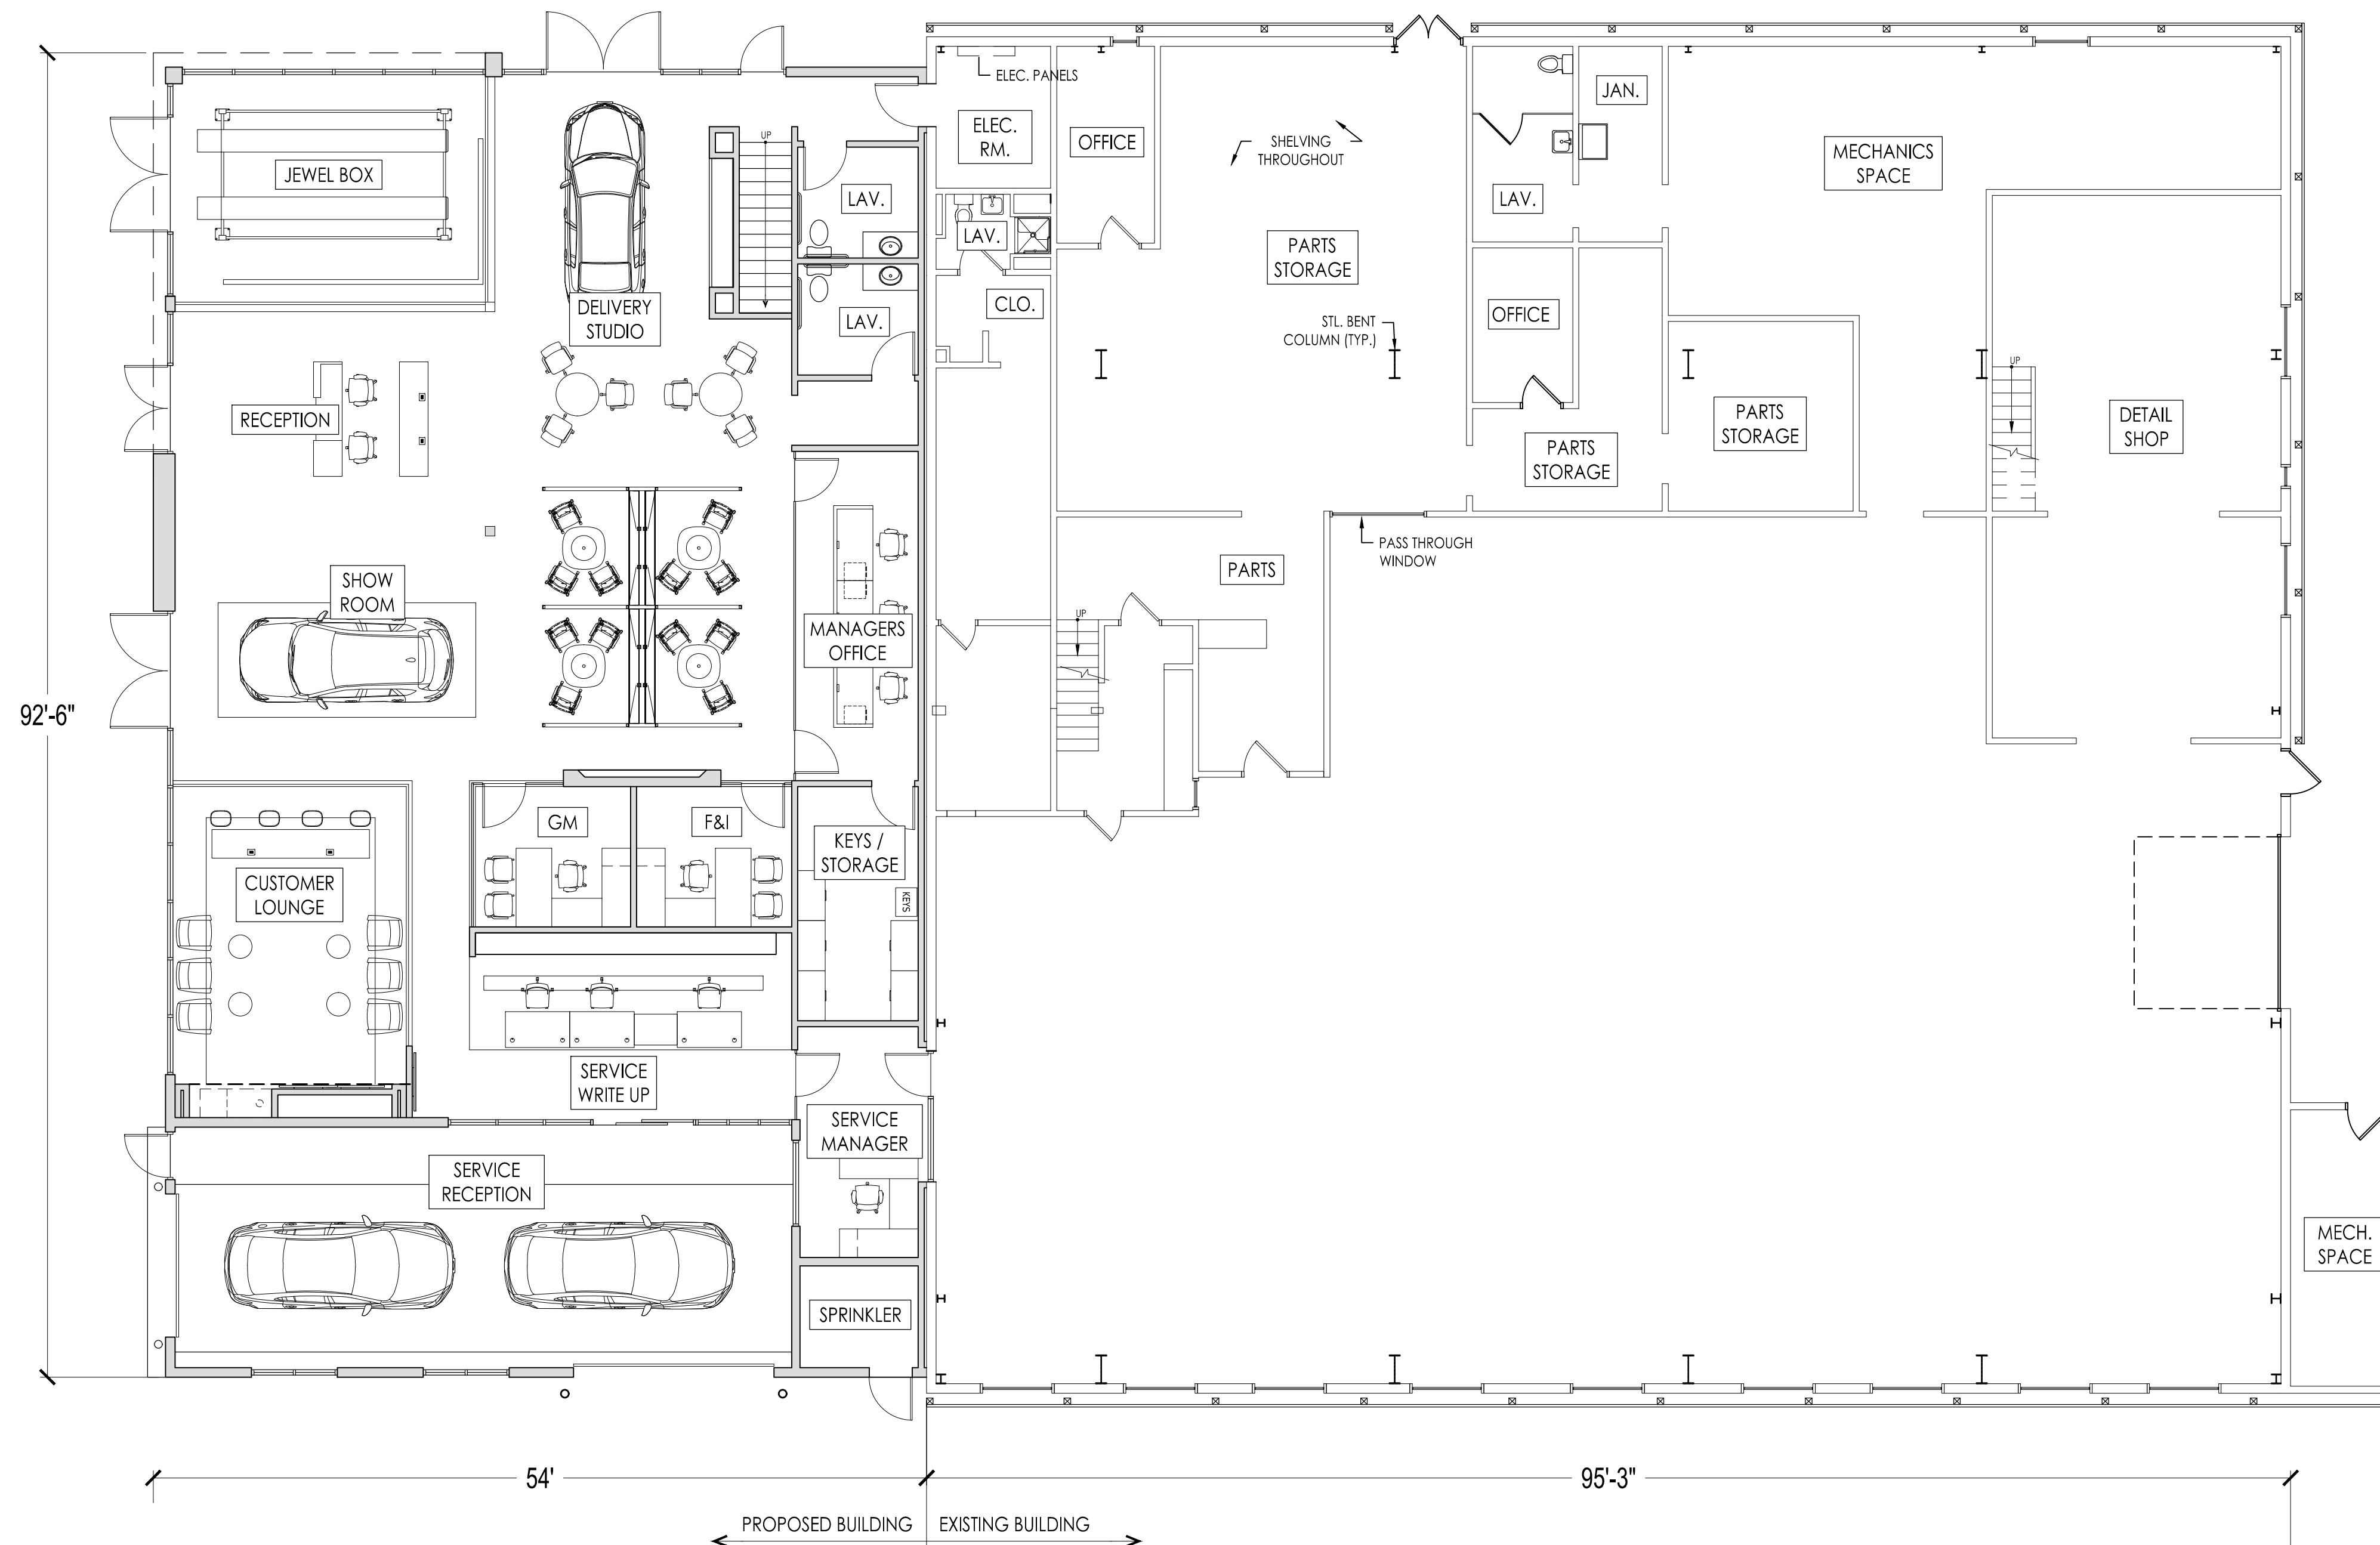 ELEC. PANELS
JAN.
ELEC.
RM.
OFFICE
SHELVING
THROUGHOUT
UP
MECHANICS
SPACE
JEWEL BOX
LAV.
LAV.
LAV.
PARTS
STORAGE
DELIVERY
STUDIO
LAV.
CLO.
OFFICE
STL. BENT
COLUMN (TYP.)
UP
RECEPTION
PARTS
STORAGE
DETAIL
SHOP
PARTS
STORAGE
PASS THROUGH
WINDOW
PARTS
SHOW
ROOM
UP
MANAGERS
OFFICE
92'-6"
GM
F&I
KEYS /
STORAGE
KEYS
CUSTOMER
LOUNGE
SERVICE
WRITE UP
SERVICE
MANAGER
SERVICE
RECEPTION
MECH.
SPACE
SPRINKLER
54'
95'-3"
PROPOSED BUILDING
EXISTING BUILDING